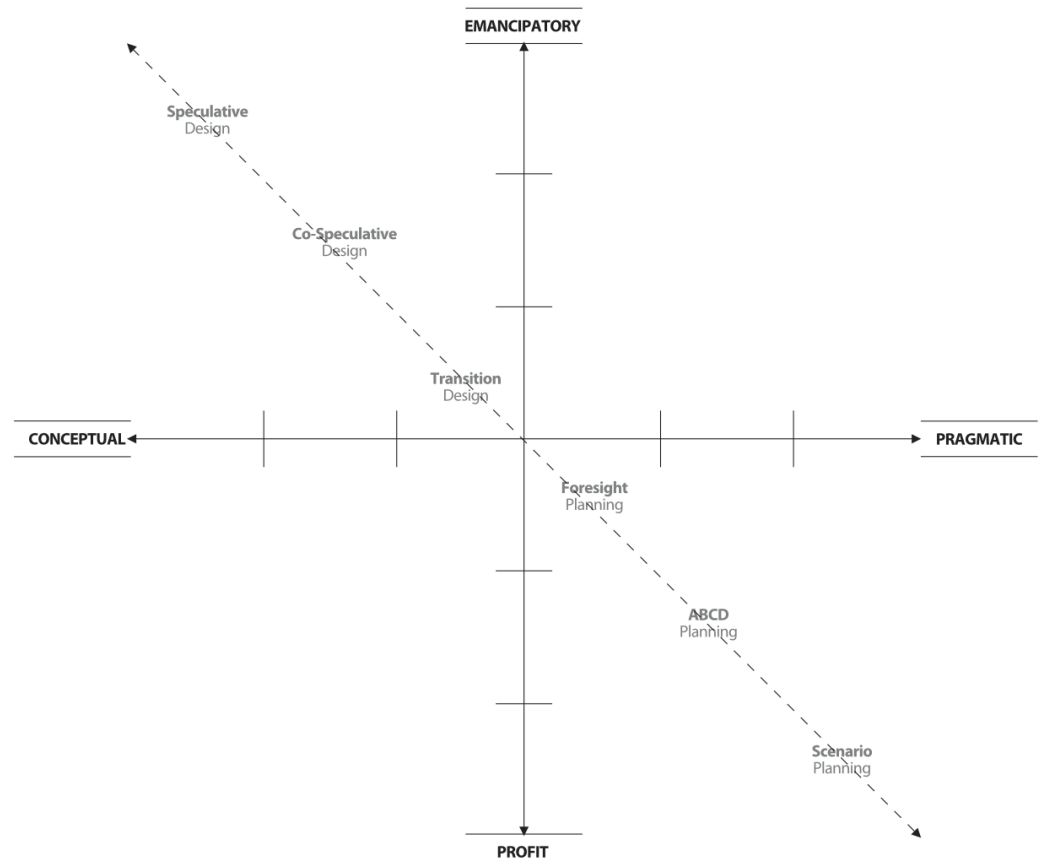 EMANCIPATORY
Speculative
Design
Co-Speculative
Design
Transition
Design
CONCEPTUAL
PRAGMATIC
Foresight
Planning
ABCD
Planning
Scenario
Planning
PROFIT